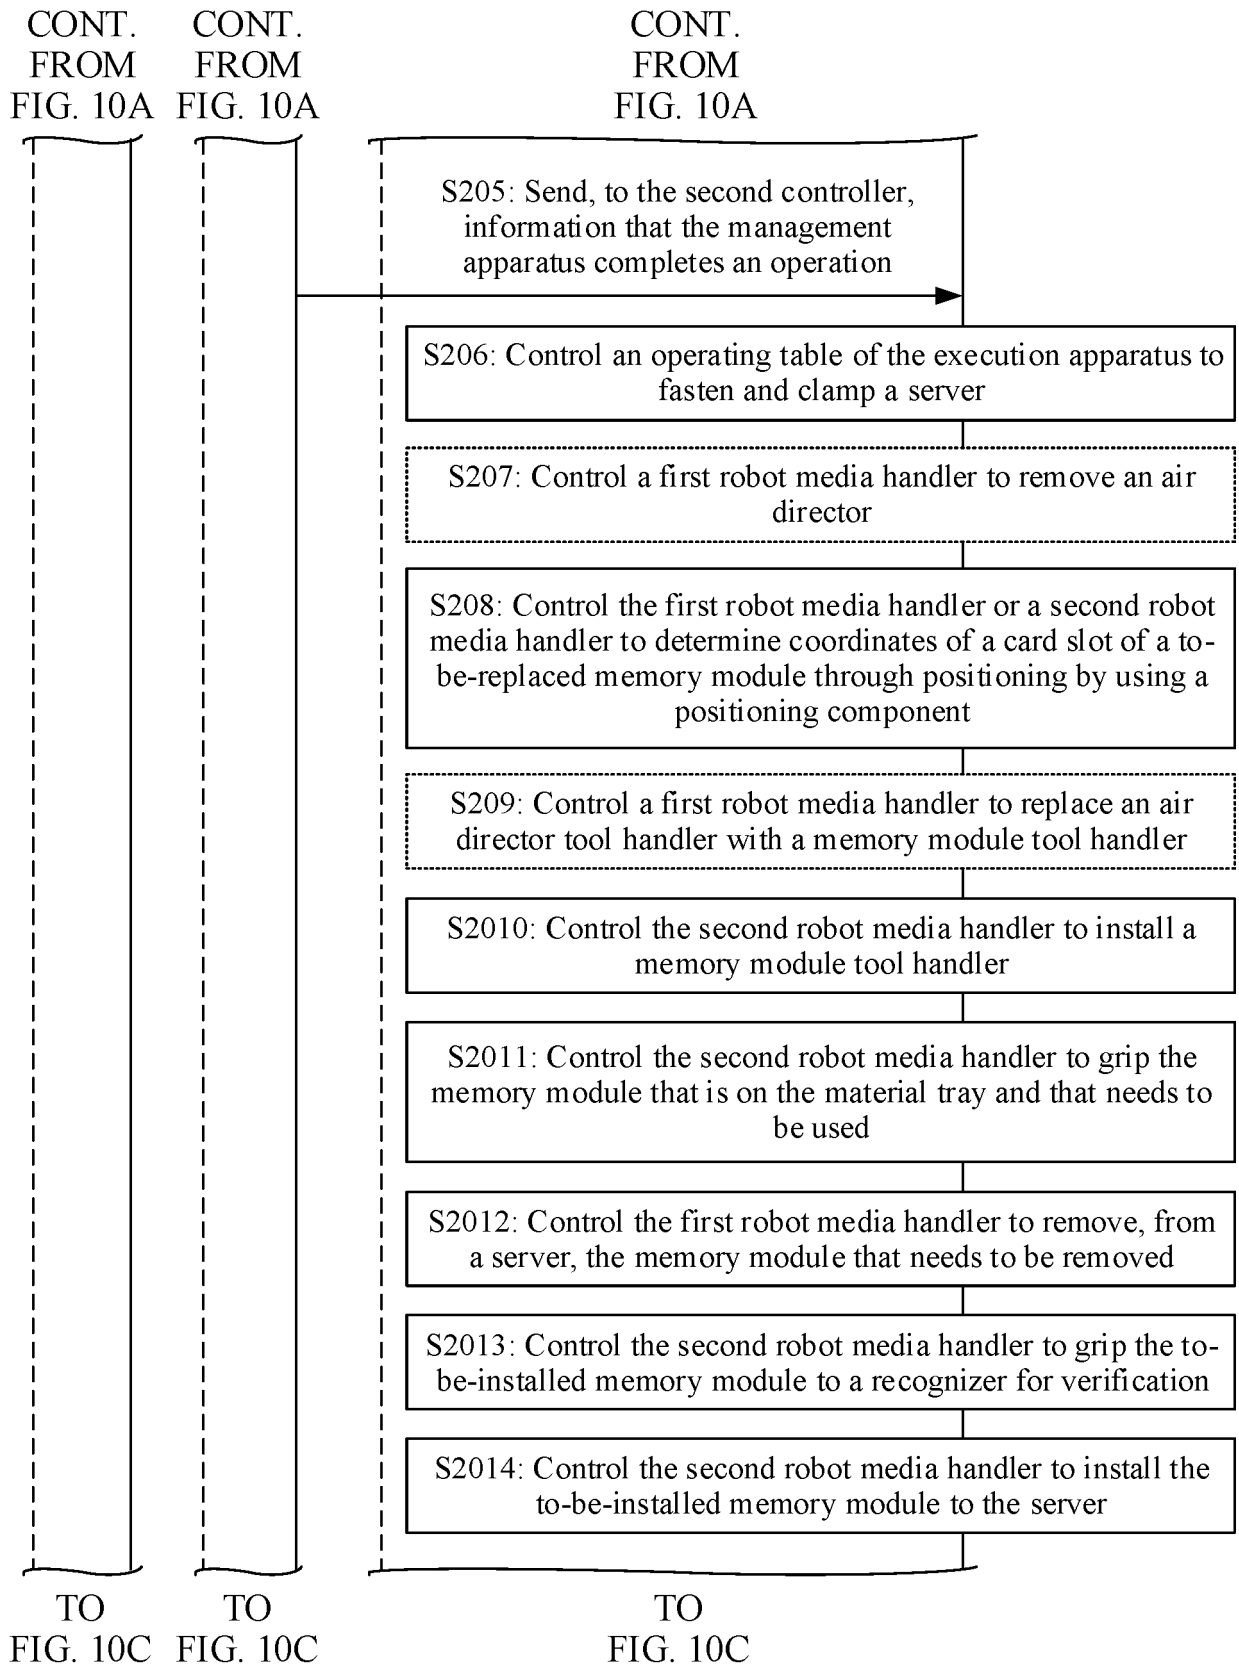 CONT.
FROM
FIG. 10A
CONT.
FROM
FIG. 10A
CONT.
FROM
FIG. 10A
S205: Send, to the second controller,
information that the management
apparatus completes an operation
S206: Control an operating table of the execution apparatus to
fasten and clamp a server
S207: Control a first robot media handler to remove an air
director
S208: Control the first robot media handler or a second robot
media handler to determine coordinates of a card slot of a to-
be-replaced memory module through positioning by using a
positioning component
S209: Control a first robot media handler to replace an air
director tool handler with a memory module tool handler
S2010: Control the second robot media handler to install a
memory module tool handler
S2011: Control the second robot media handler to grip the
memory module that is on the material tray and that needs to
be used
S2012: Control the first robot media handler to remove, from
a server, the memory module that needs to be removed
S2013: Control the second robot media handler to grip the to-
be-installed memory module to a recognizer for verification
S2014: Control the second robot media handler to install the
to-be-installed memory module to the server
TO
FIG. 10C
TO
FIG. 10C
TO
FIG. 10C